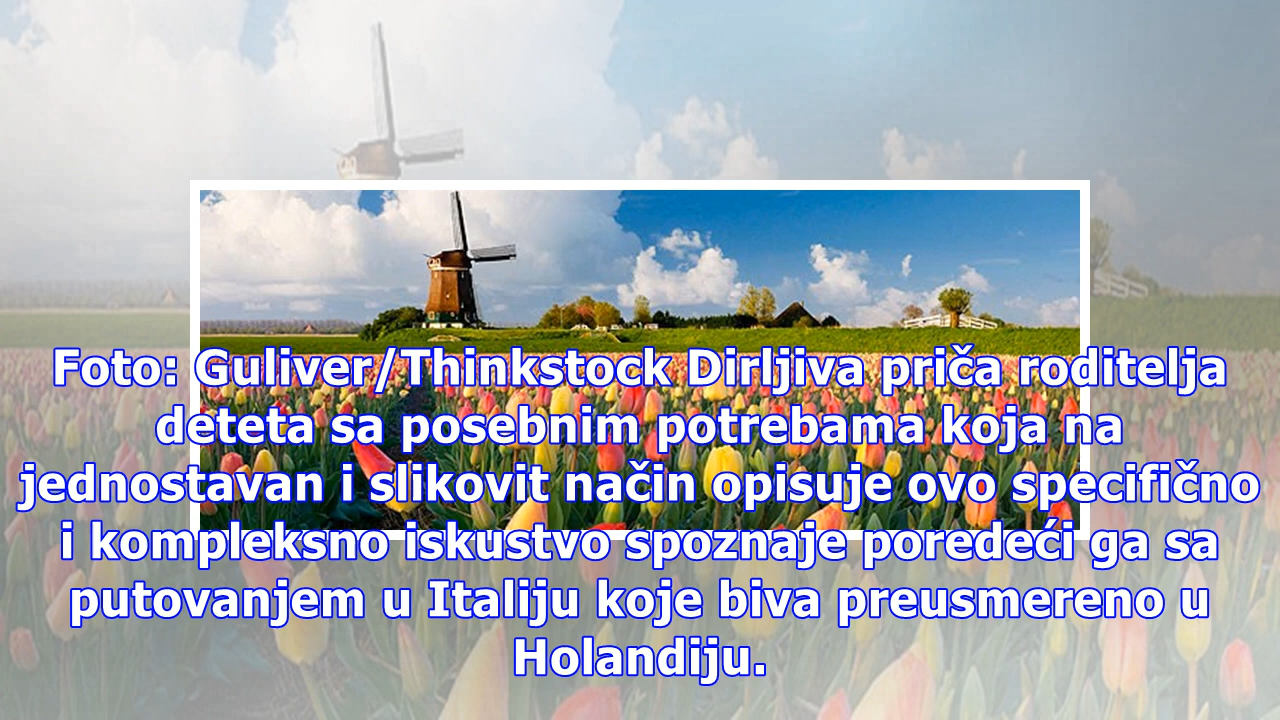 Foto: Guliver/Thinkstock Dirljiva priča roditelja
deteta sa posebnim potrebama koja na
jednostavan i slikovit način opisuje ovo specifično
i kompleksno iskustvo spoznaje poredeći ga sa
putovanjem u Italiju koje biva preusmereno u
Holandiju.